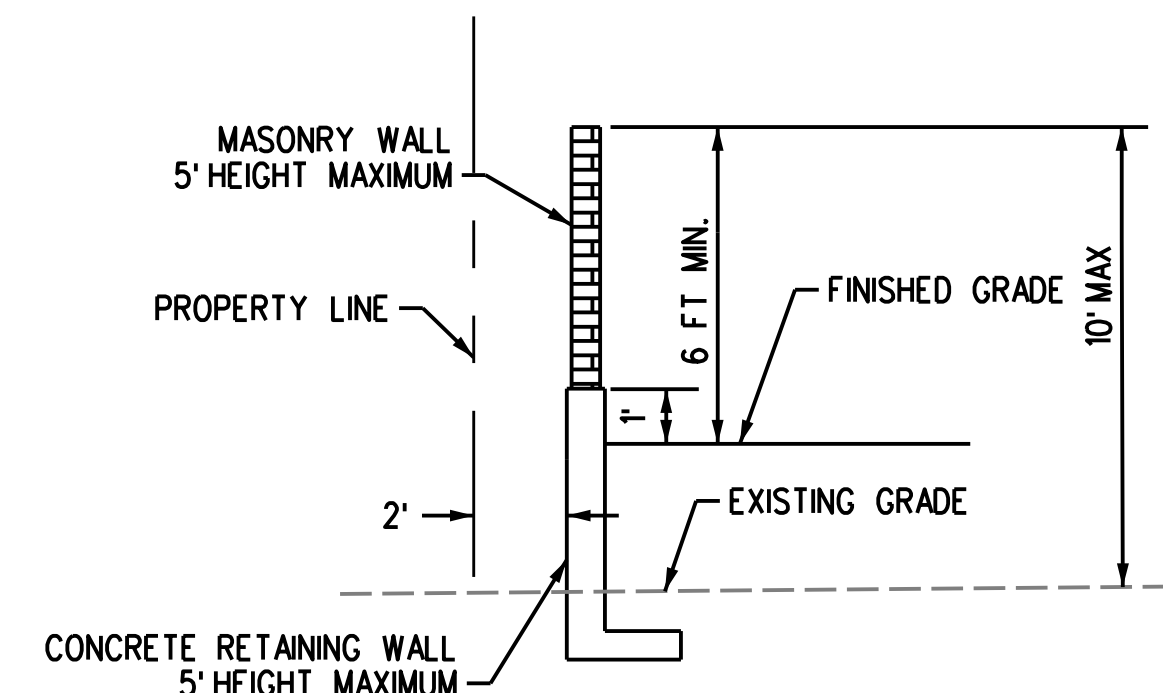 MASONRY WALL
5' HEIGHT MAXIMUM
PROPERTY LINE
6 FT MIN.
FINISHED GRADE
10' MAX
1'
2'
EXISTING GRADE
CONCRETE RETAINING WALL
5' HEIGHT MAXIMUM